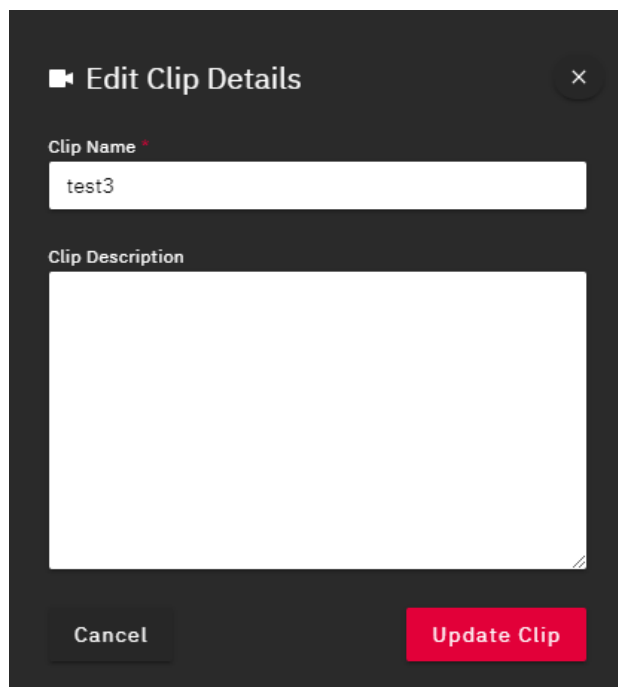 Edit Clip Details
Clip Name *
test3
Clip Description
Cancel
Update Clip